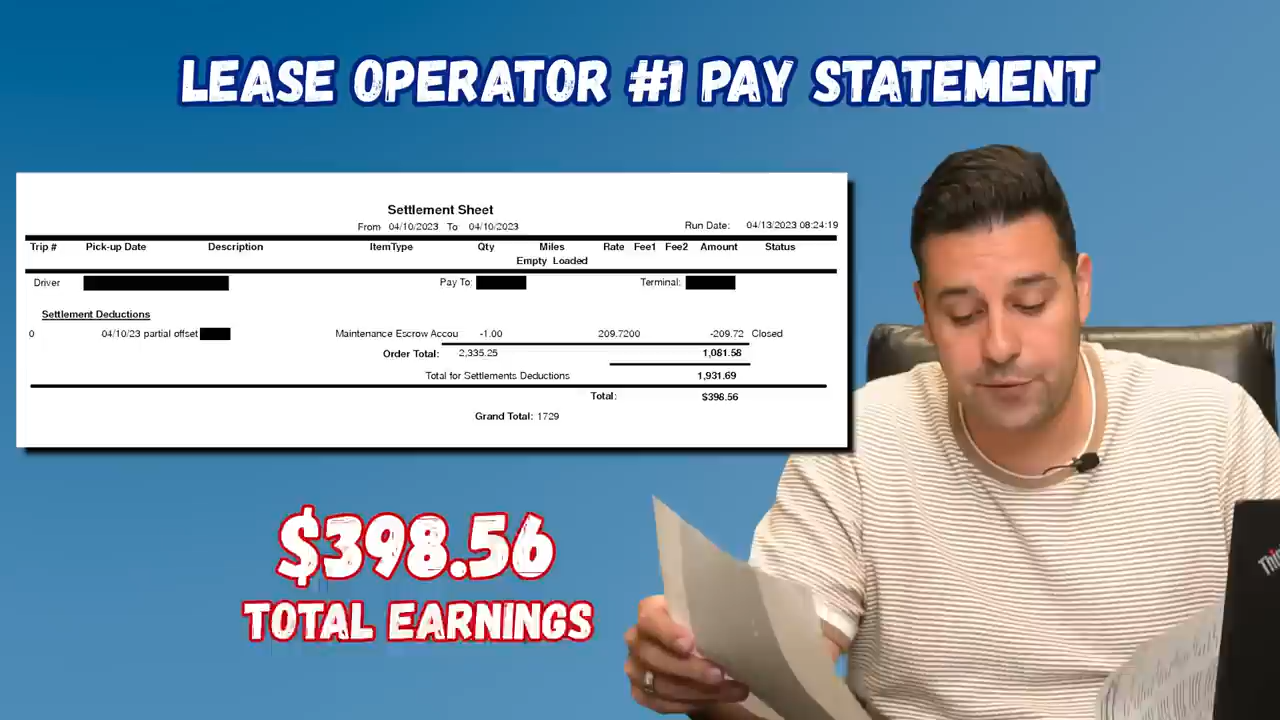 LEASE OPERATOR #1 PAY STATEMENT
Settlement Sheet
From 04/10/2023 To 04/10/2023 Run Date: 04/13/2023 08:24:19
Trip # Pick-up Date Description ItemType Qty Miles Rate Fee1 Fee2 Amount Status
Empty Loaded
Driver Pay To: Terminal:
Settlement Deductions
0 04/10/23 partial offset Maintenance Escrow Accou -1.00 209.7200 -209.72 Closed
Order Total: 2,335.25 1,081.58
Total for Settlements Deductions 1,931.69
Total: $398.56
Grand Total: 1729
$398.56
TOTAL EARNINGS